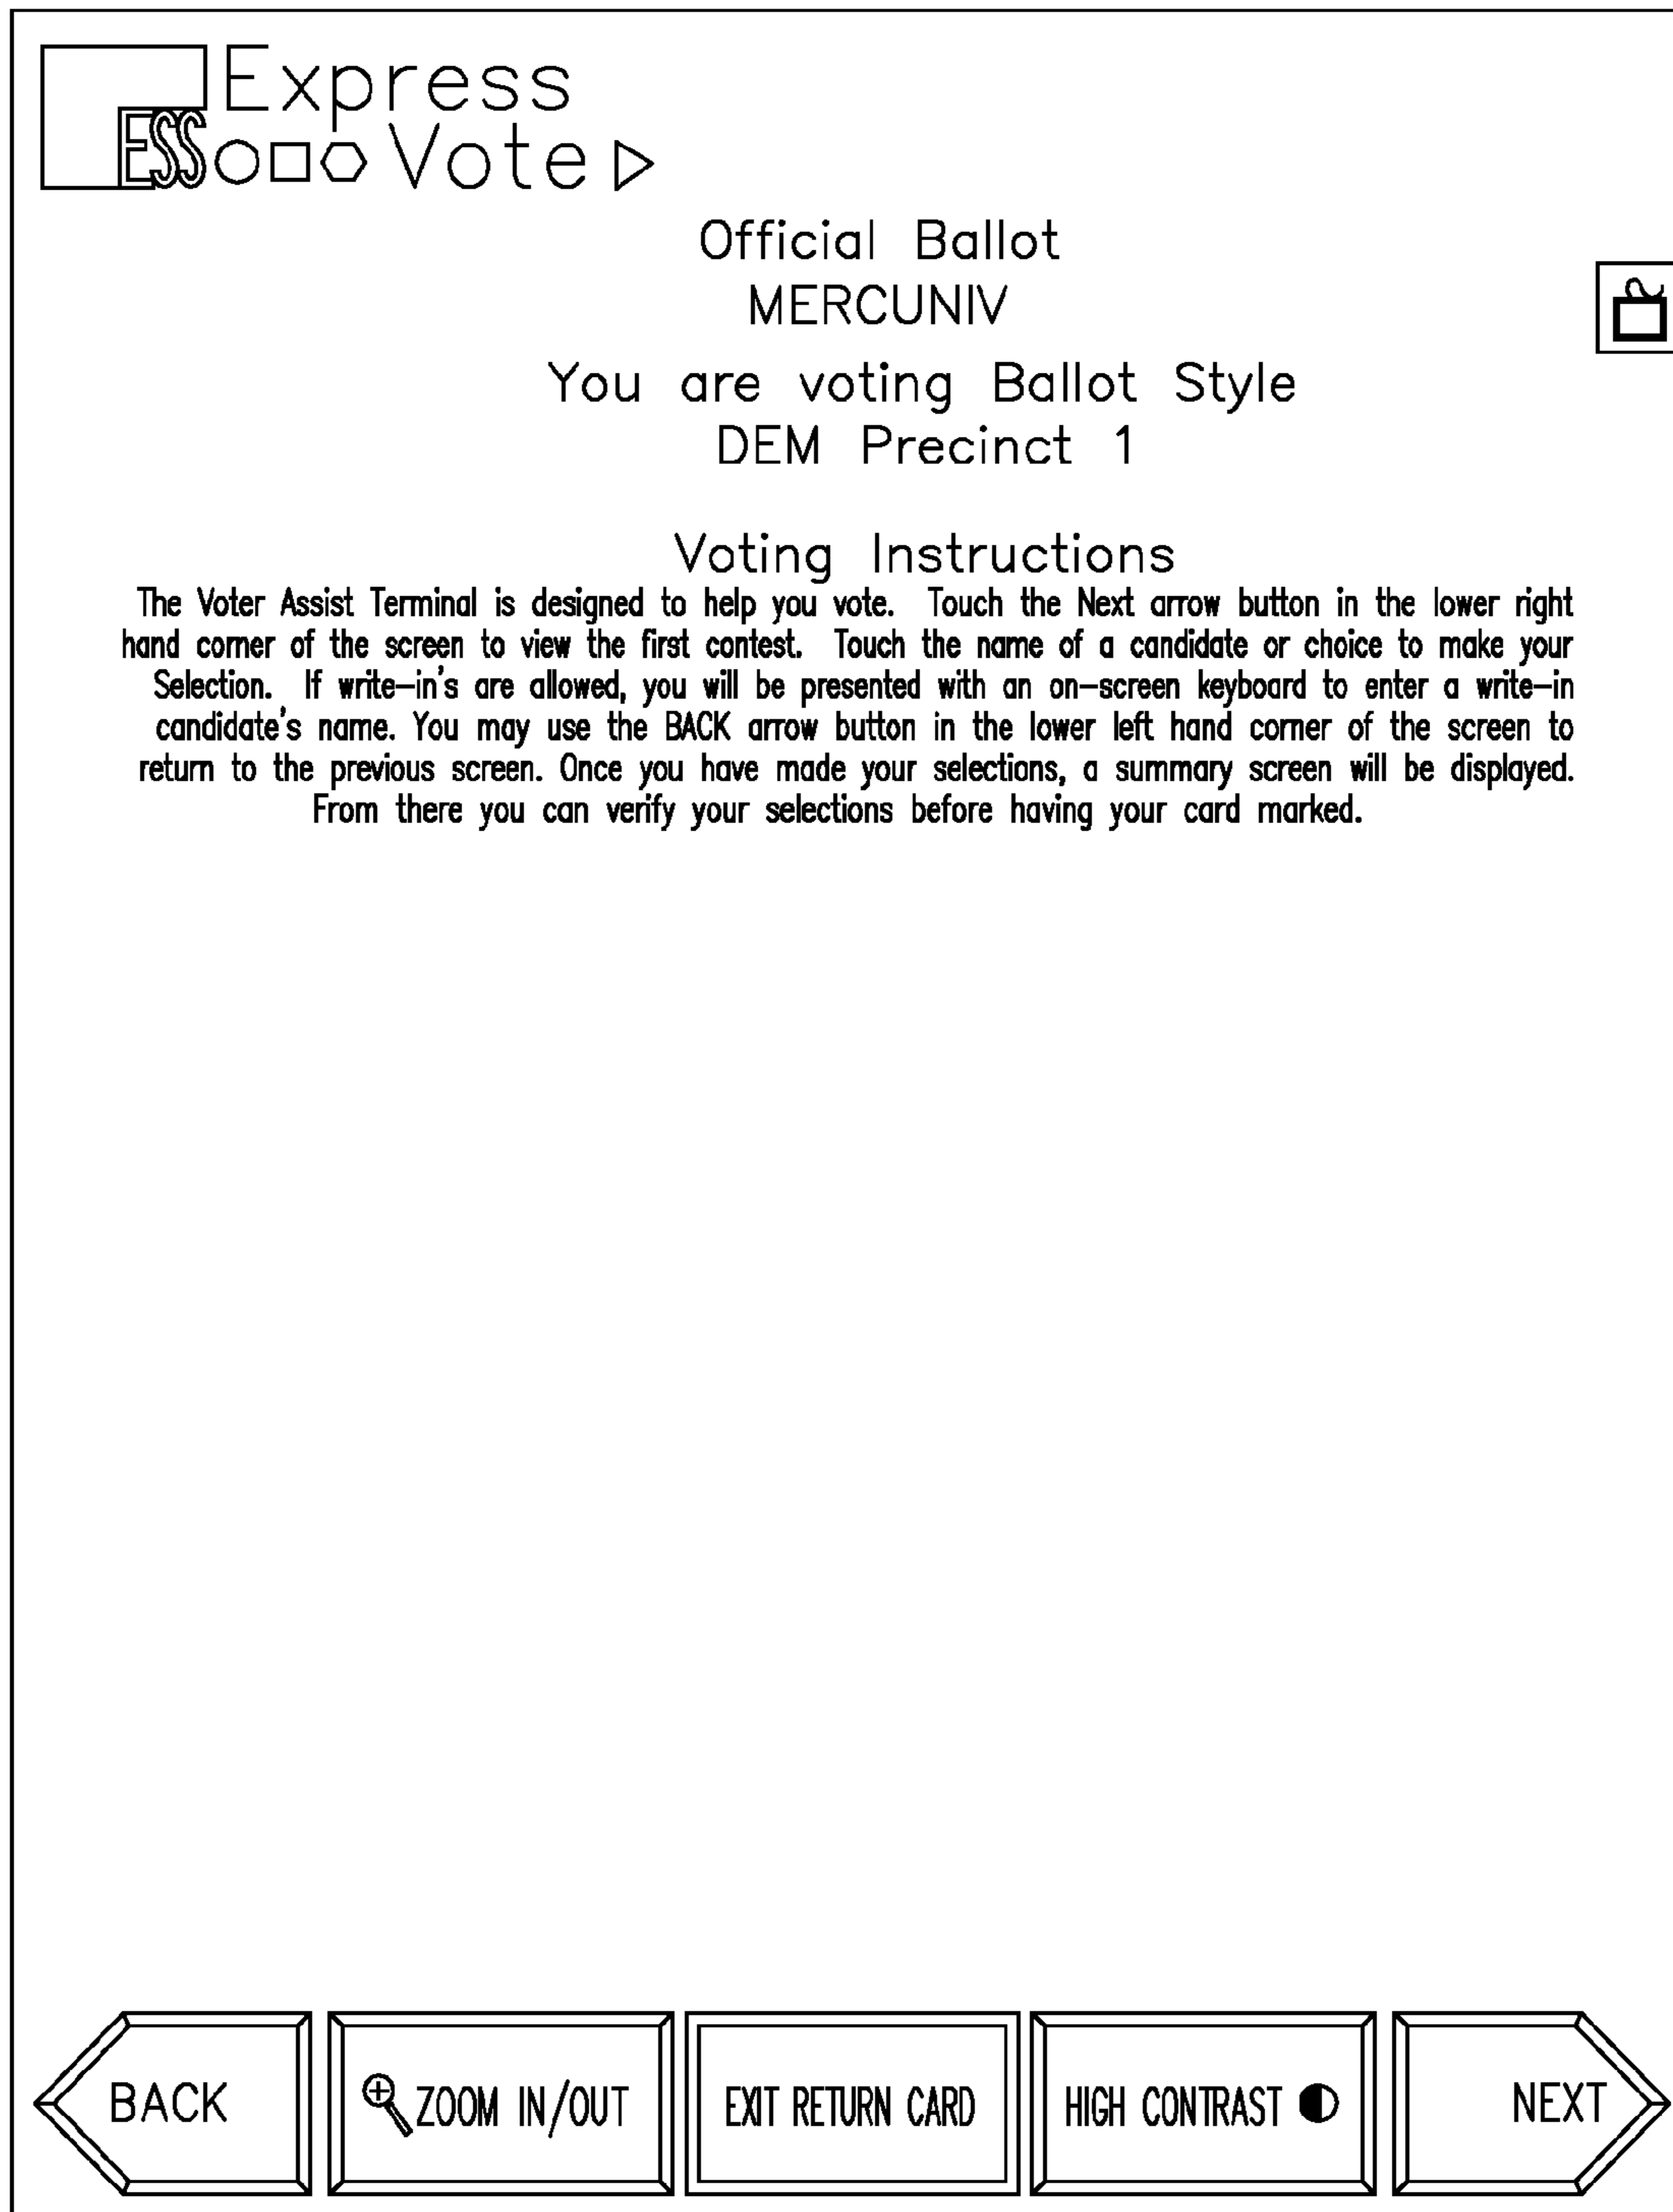 Express
ESS Vote
Official Ballot
MERCUNIV
You are voting Ballot Style
DEM Precinct 1
Voting Instructions
The Voter Assist Terminal is designed to help you vote. Touch the Next arrow button in the lower right
hand corner of the screen to view the first contest. Touch the name of a candidate or choice to make your
Selection. If write-in's are allowed, you will be presented with an on-screen keyboard to enter a write-in
candidate's name. You may use the BACK arrow button in the lower left hand corner of the screen to
return to the previous screen. Once you have made your selections, a summary screen will be displayed.
From there you can verify your selections before having your card marked.
BACK
ZOOM IN/OUT
EXIT RETURN CARD
HIGH CONTRAST
NEXT